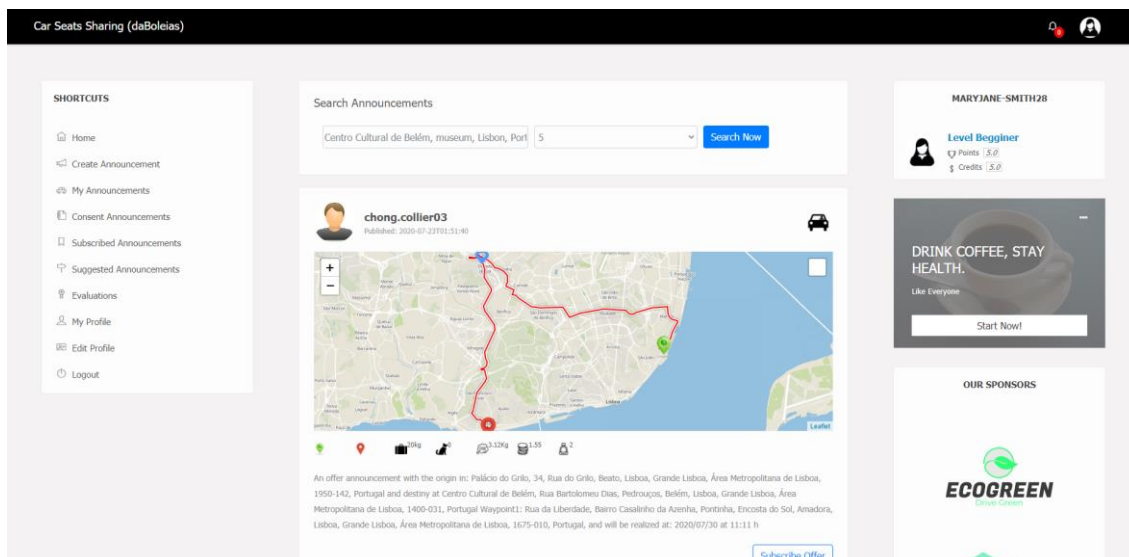 Car Seats Sharing (daBoleias)
SHORTCUTS
Home
Create Announcement
My Announcements
Consent Announcements
Subscribed Announcements
Suggested Announcements
Evaluations
My Profile
Edit Profile
Logout
Search Announcements
Centro Cultural de Belém, museum, Lisbon, Port
5
Search Now
chong.collier03
Published: 2020-07-23T01:51:40
+
−
Lisboa
Leaflet
20kg
0
3.12Kg
1.55
2
An offer announcement with the origin in: Palácio do Grilo, 34, Rua do Grilo, Beato, Lisboa, Grande Lisboa, Área Metropolitana de Lisboa,
1950-142, Portugal and destiny at Centro Cultural de Belém, Rua Bartolomeu Dias, Pedrouços, Belém, Lisboa, Grande Lisboa, Área
Metropolitana de Lisboa, 1400-031, Portugal Waypoint1: Rua da Liberdade, Bairro Casalinho da Azenha, Pontinha, Encosta do Sol, Amadora,
Lisboa, Grande Lisboa, Área Metropolitana de Lisboa, 1675-010, Portugal, and will be realized at: 2020/07/30 at 11:11 h
Subscribe Offer
MARYJANE-SMITH28
Level Begginer
Points 5.0
Credits 5.0
DRINK COFFEE, STAY
HEALTH.
Like Everyone
Start Now!
OUR SPONSORS
ECOGREEN
Drive Green